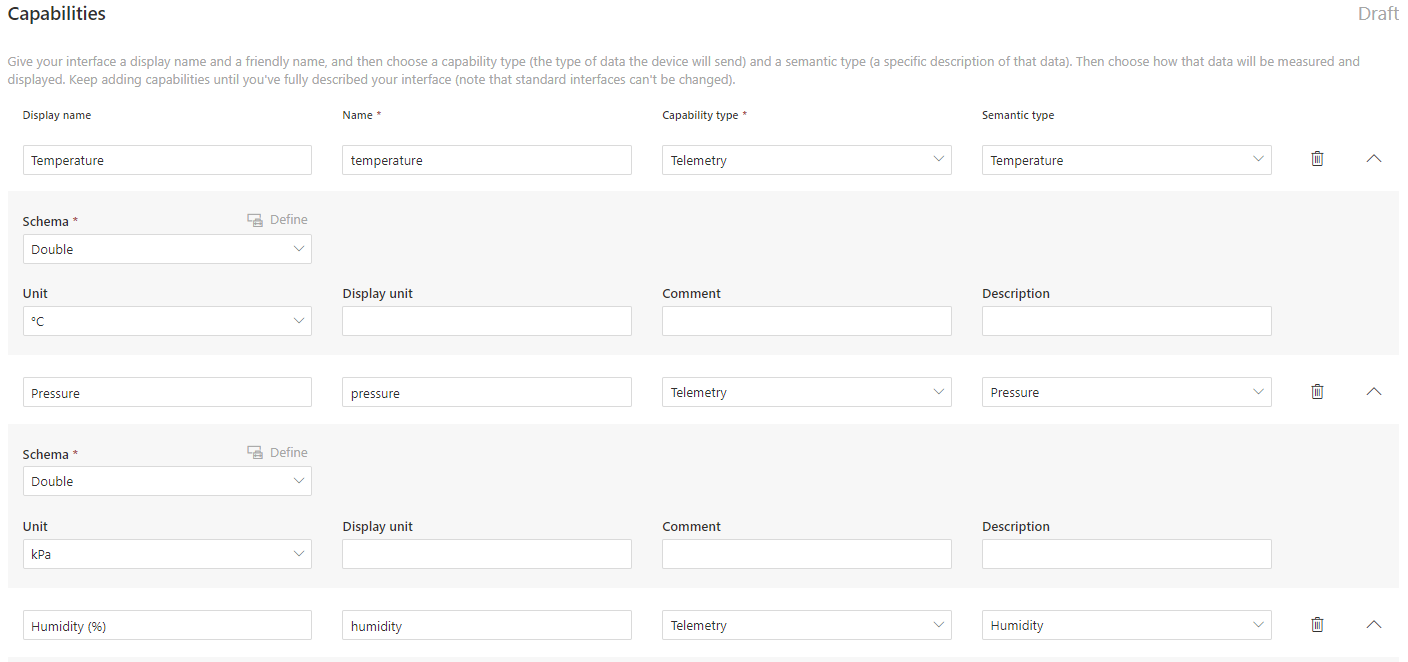 Capabilities Draft
Give your interface a display name and a friendly name, and then choose a capability type (the type of data the device will send) and a semantic type (a specific description of that data). Then choose how that data will be measured and
displayed. Keep adding capabilities until you've fully described your interface (note that standard interfaces can't be changed).
Display name Name * Capability type * Semantic type
Temperature temperature Telemetry Temperature
Schema * Define
Double
Unit Display unit Comment Description
°C
Pressure pressure Telemetry Pressure
Schema * Define
Double
Unit Display unit Comment Description
kPa
Humidity (%) humidity Telemetry Humidity